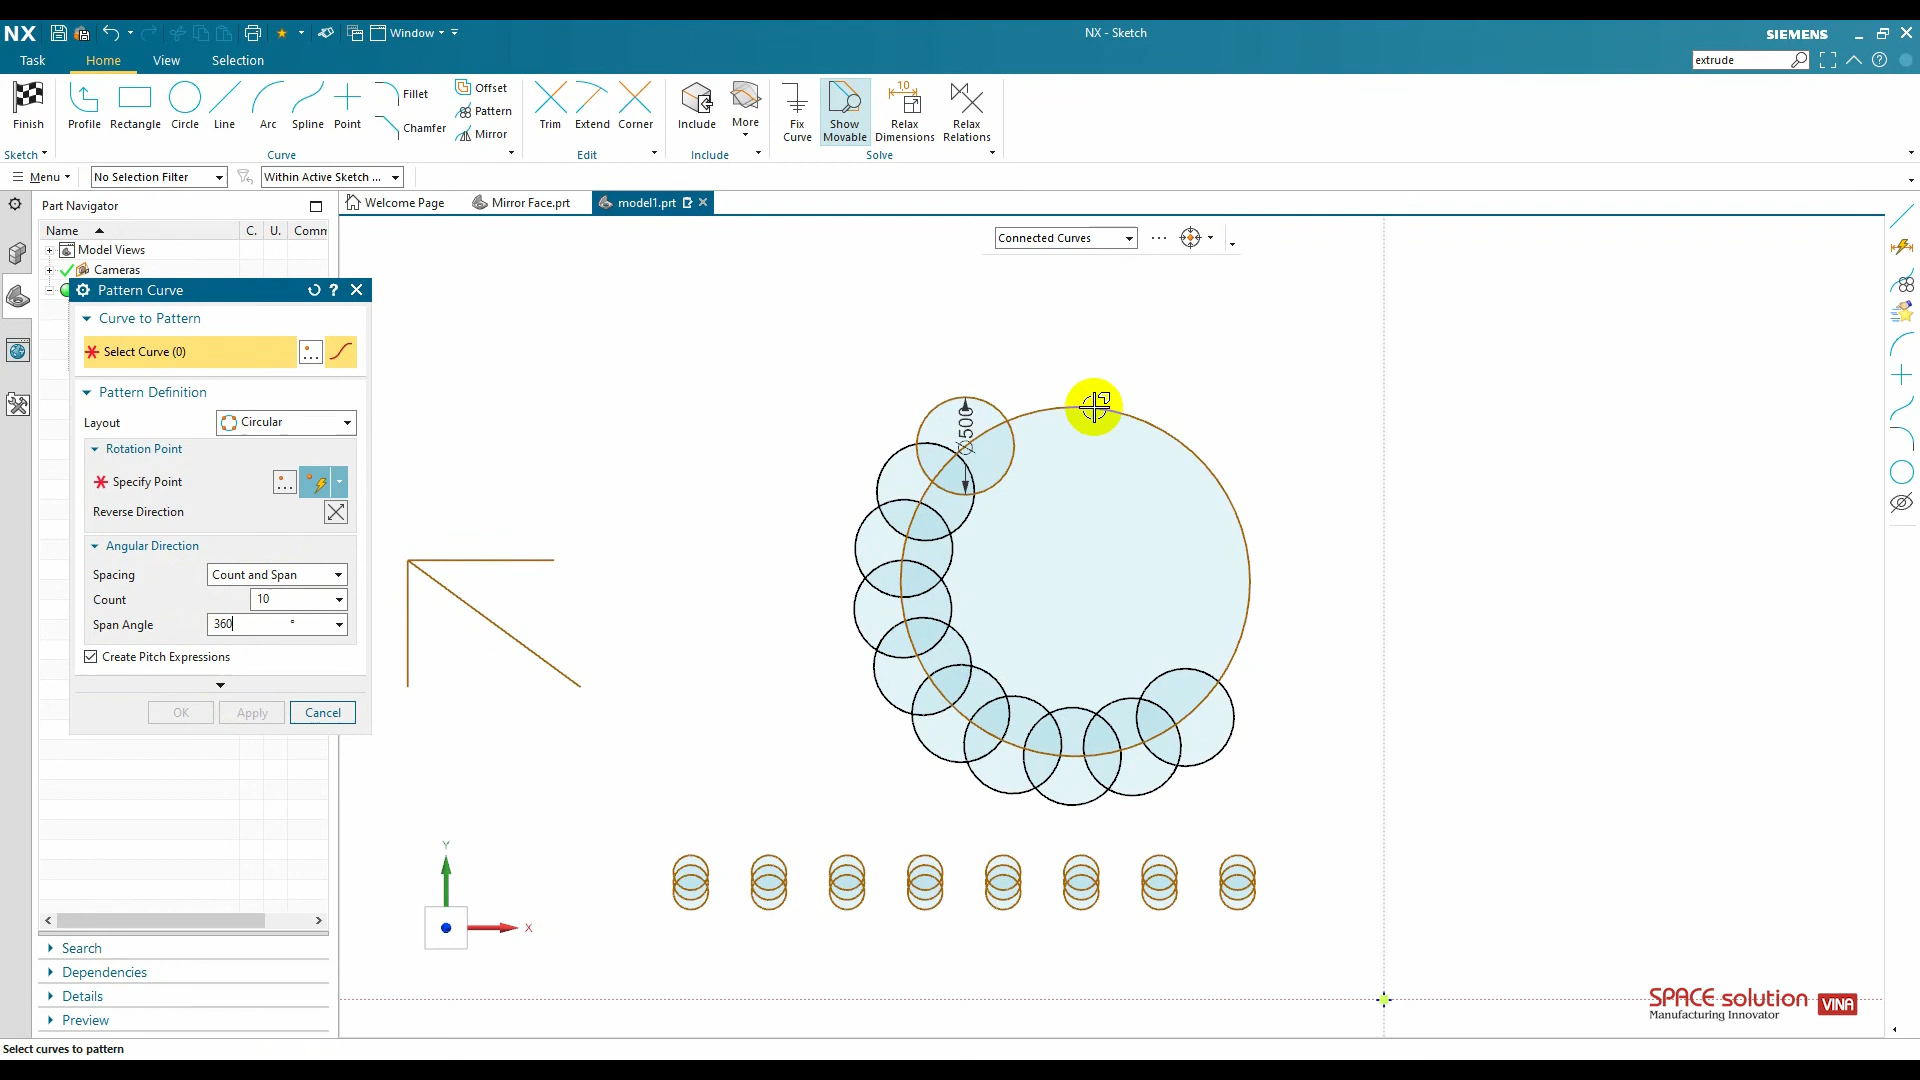 NX
Window
NX - Sketch
SIEMENS
Task
Home
View
Selection
extrude
Finish
Profile
Rectangle
Circle
Line
Arc
Spline
Point
Fillet
Chamfer
Offset
Pattern
Mirror
Trim
Extend
Corner
Include
More
Fix
Curve
Show
Movable
1,0
Relax
Dimensions
Relax
Relations
Sketch
Curve
Edit
Include
Solve
Menu
No Selection Filter
Within Active Sketch ...
Part Navigator
Welcome Page
Mirror Face.prt
model1.prt
Name
C.
U.
Comm
Model Views
Cameras
Connected Curves
Pattern Curve
Curve to Pattern
Select Curve (0)
Pattern Definition
Layout
Circular
Rotation Point
Specify Point
Reverse Direction
Angular Direction
Spacing
Count and Span
Count
10
Span Angle
360
°
Create Pitch Expressions
OK
Apply
Cancel
Ø500
Y
X
Search
Dependencies
Details
Preview
SPACE solution VINA
Manufacturing Innovator
Select curves to pattern